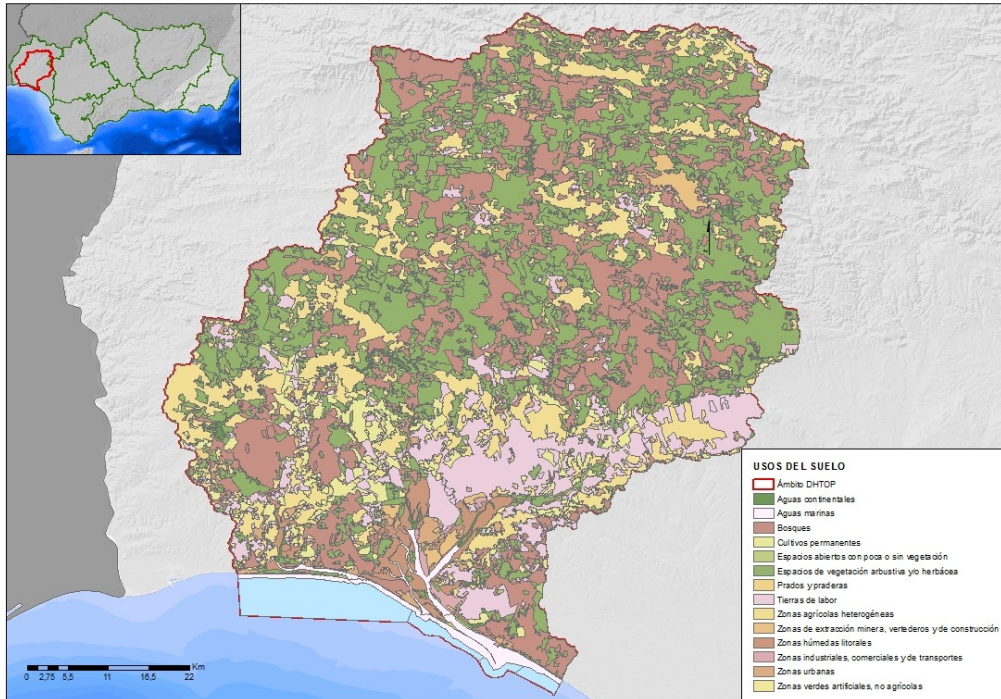 USOS DEL SUELO
Ámbito DHTOP
Aguas continentales
Aguas marinas
Bosques
Cultivos permanentes
Espacios abiertos con poca o sin vegetación
Espacios de vegetación arbustiva y/o herbácea
Prados y praderas
Tierras de labor
Zonas agrícolas heterogéneas
Zonas de extracción minera, vertederos y de construcción
Zonas húmedas litorales
Zonas industriales, comerciales y de transportes
Zonas urbanas
Zonas verdes artificiales, no agrícolas
Km
0 2,75 5,5 11 16,5 22